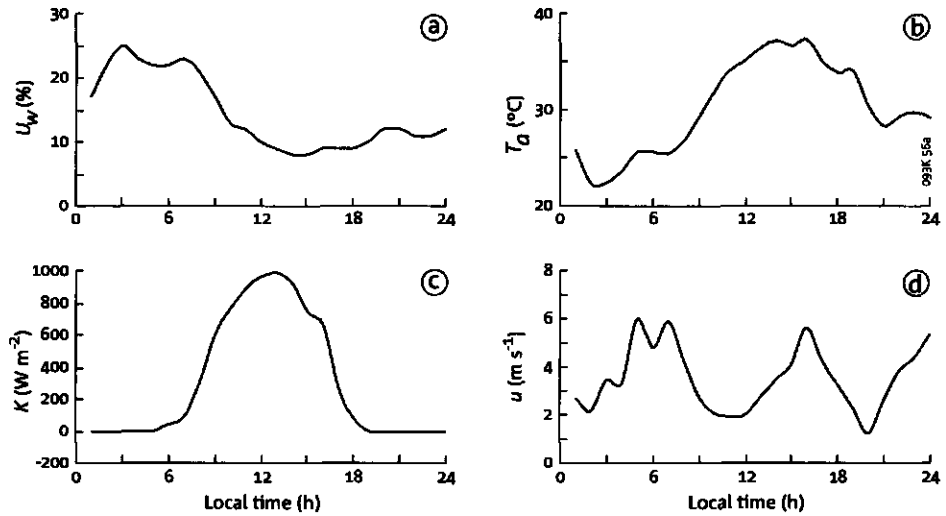 a
b
U_w (%)
30
20
10
0
0 6 12 18 24
T_a (°C)
40
30
20
0 6 12 18 24
093K 56a
c
d
K (W m⁻²)
1000
800
600
400
200
0
-200
0 6 12 18 24
Local time (h)
u (m s⁻¹)
8
6
4
2
0
0 6 12 18 24
Local time (h)